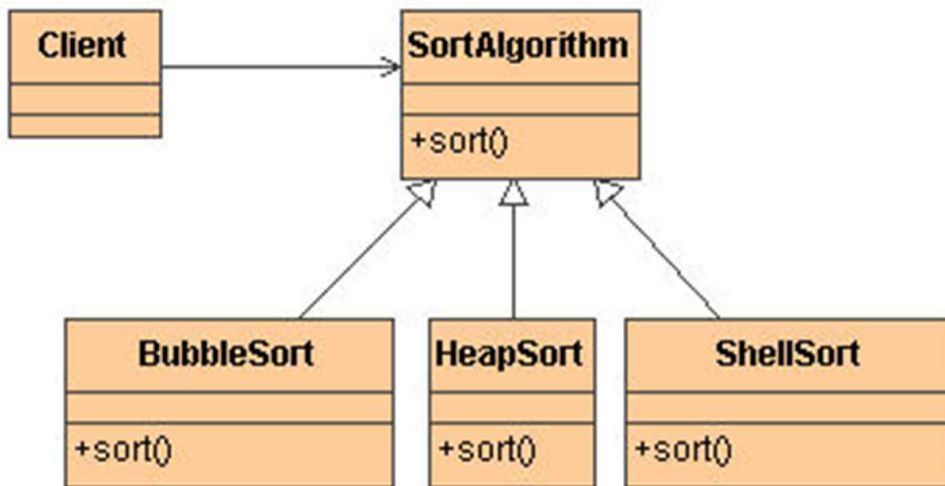 Client
SortAlgorithm
+sort()
BubbleSort
+sort()
HeapSort
+sort()
ShellSort
+sort()